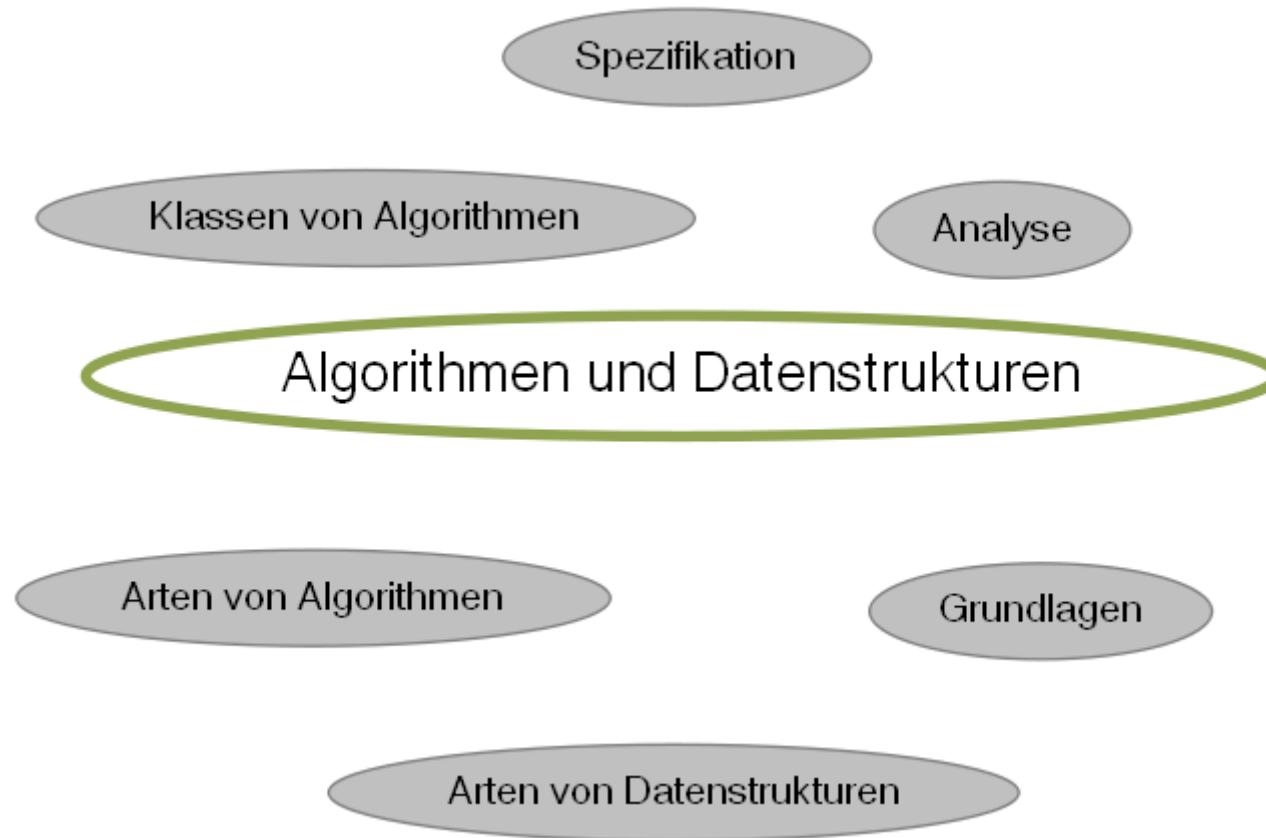 Spezifikation
Klassen von Algorithmen
Analyse
Algorithmen und Datenstrukturen
Arten von Algorithmen
Grundlagen
Arten von Datenstrukturen